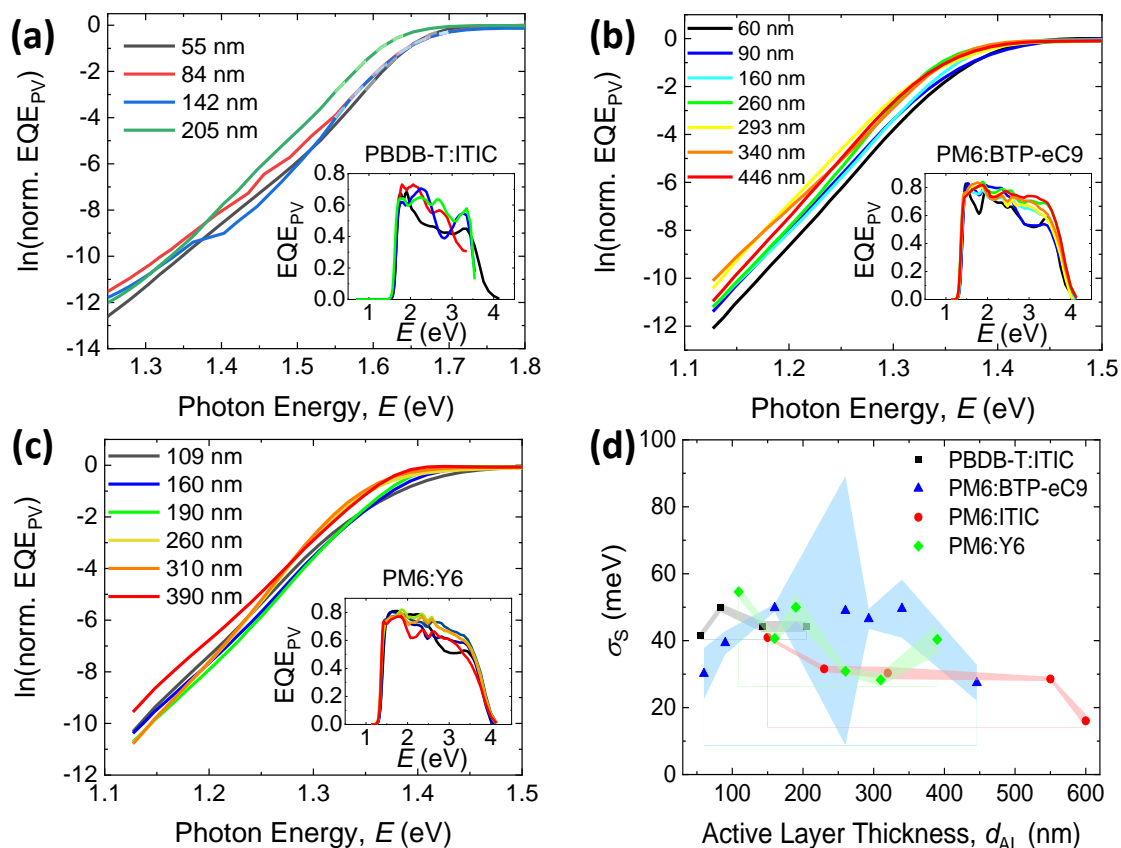 (a)
ln(norm. EQE_PV)
0
-2
-4
-6
-8
-10
-12
-14
55 nm
84 nm
142 nm
205 nm
PBDB-T:ITIC
EQE_PV
0.8
0.6
0.4
0.2
0.0
1 2 3 4
E (eV)
1.3 1.4 1.5 1.6 1.7 1.8
Photon Energy, E (eV)
(b)
ln(norm. EQE_PV)
0
-2
-4
-6
-8
-10
-12
60 nm
90 nm
160 nm
260 nm
293 nm
340 nm
446 nm
PM6:BTP-eC9
EQE_PV
0.8
0.6
0.4
0.2
0.0
1 2 3 4
E (eV)
1.1 1.2 1.3 1.4 1.5
Photon Energy, E (eV)
(c)
ln(norm. EQE_PV)
0
-2
-4
-6
-8
-10
-12
109 nm
160 nm
190 nm
260 nm
310 nm
390 nm
PM6:Y6
EQE_PV
0.8
0.6
0.4
0.2
0.0
1 2 3 4
E (eV)
1.1 1.2 1.3 1.4 1.5
Photon Energy, E (eV)
(d)
σ_S (meV)
100
80
60
40
20
0
PBDB-T:ITIC
PM6:BTP-eC9
PM6:ITIC
PM6:Y6
100 200 300 400 500 600
Active Layer Thickness, d_AL (nm)